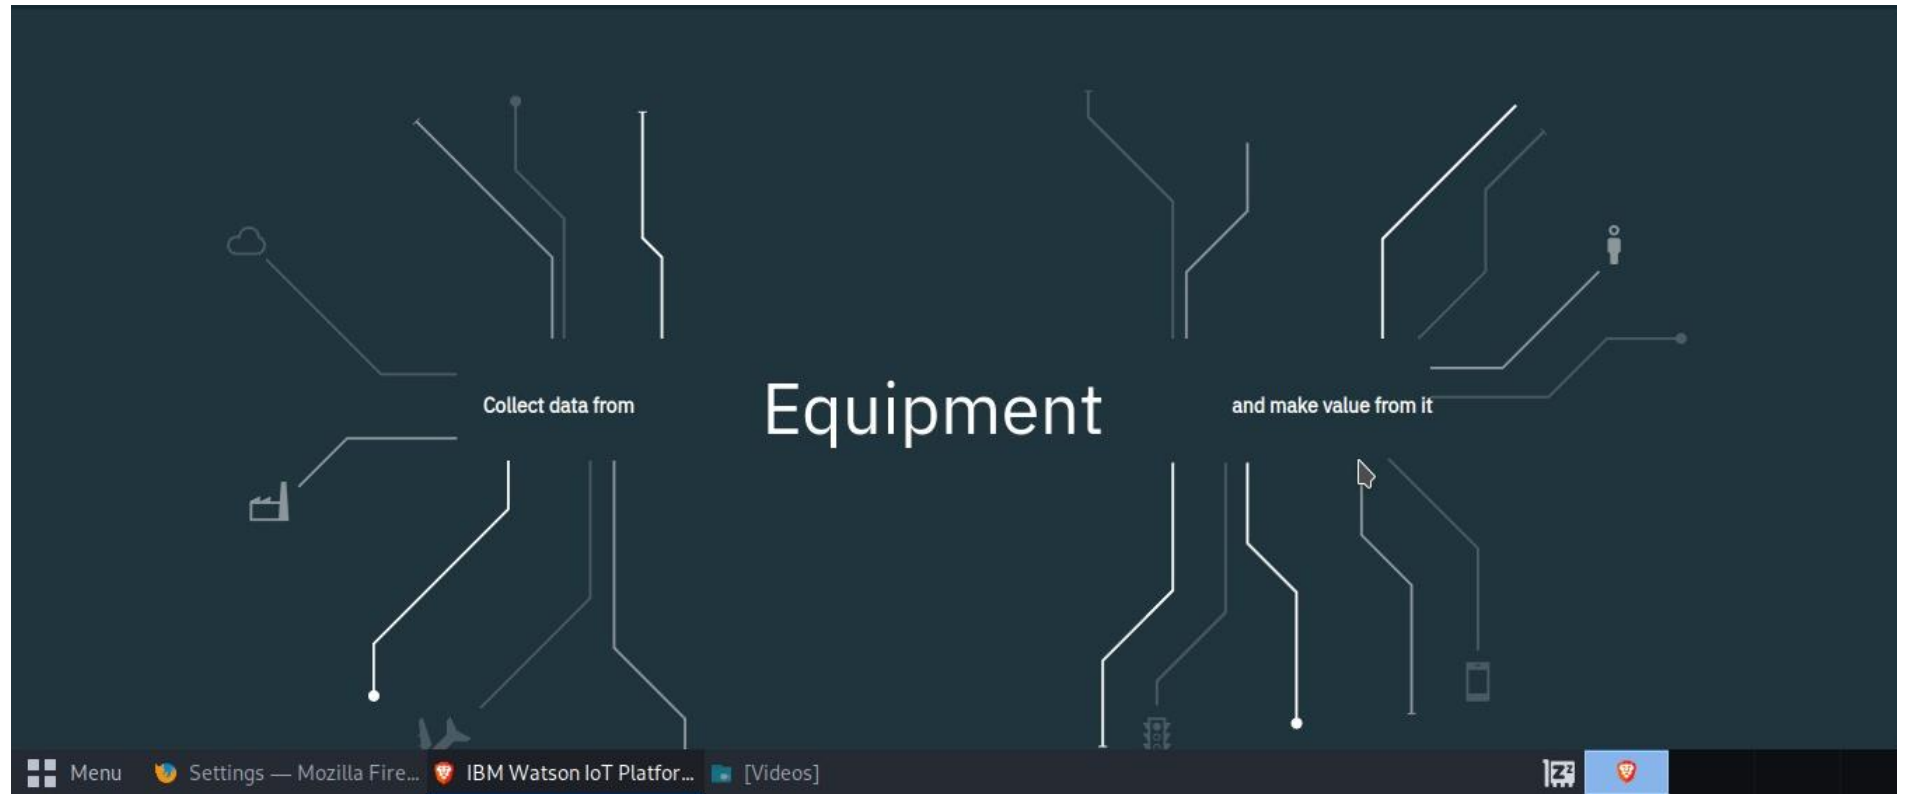 Collect data from Equipment and make value from it
Menu Settings — Mozilla Fire... IBM Watson IoT Platfor... [Videos]